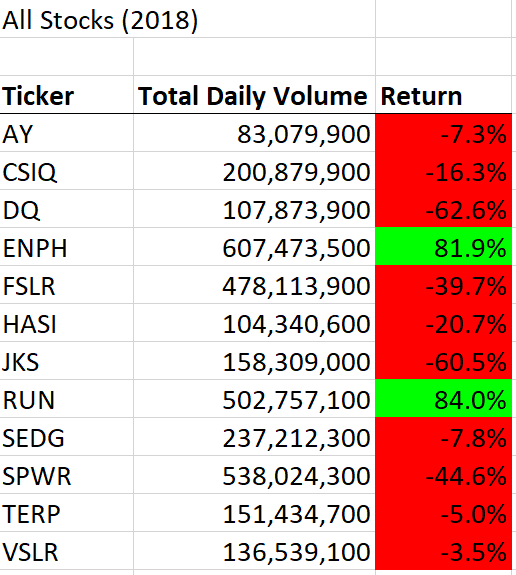 All Stocks (2018)
Ticker Total Daily Volume Return
AY 83,079,900 -7.3%
CSIQ 200,879,900 -16.3%
DQ 107,873,900 -62.6%
ENPH 607,473,500 81.9%
FSLR 478,113,900 -39.7%
HASI 104,340,600 -20.7%
JKS 158,309,000 -60.5%
RUN 502,757,100 84.0%
SEDG 237,212,300 -7.8%
SPWR 538,024,300 -44.6%
TERP 151,434,700 -5.0%
VSLR 136,539,100 -3.5%